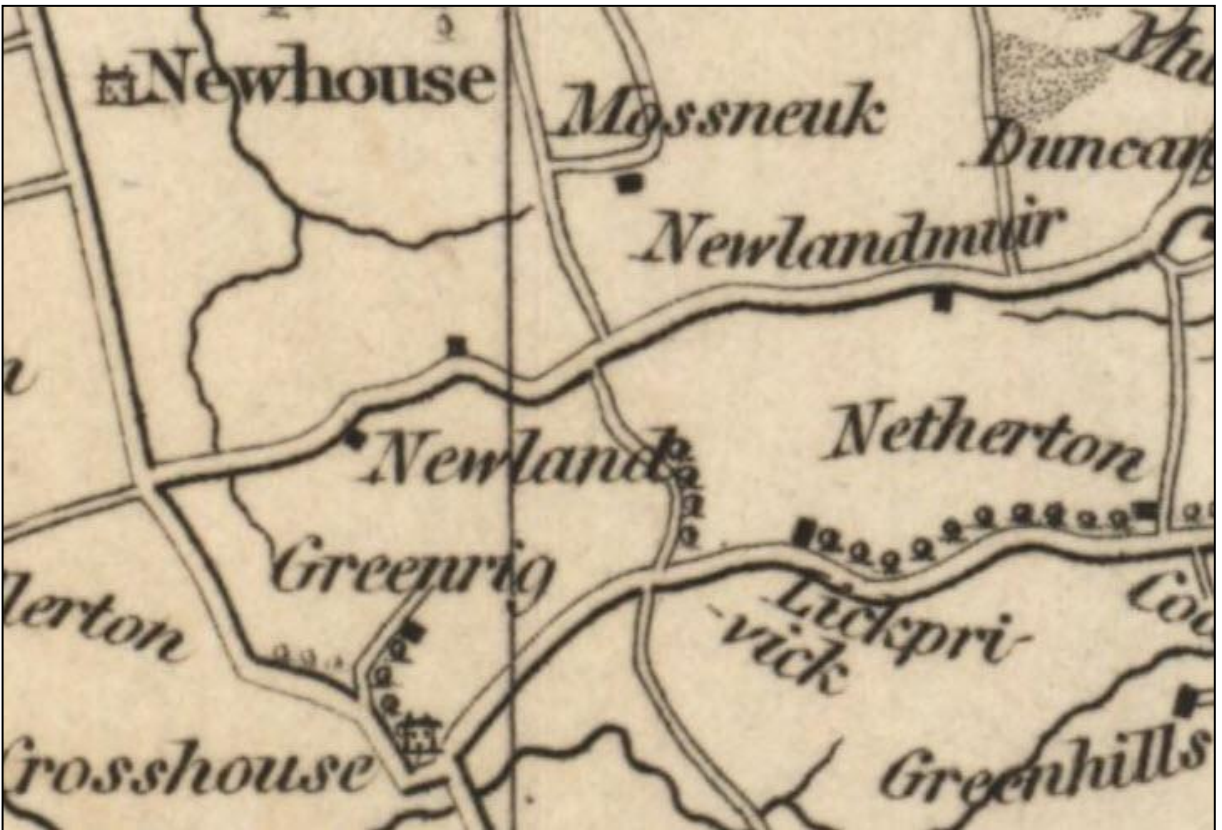 Newhouse
Mossneuk
Duncan
Newlandmuir
Netherton
Newland
Greenrig
lerton
Lickpri-
vick
Crosshouse
Greenhills